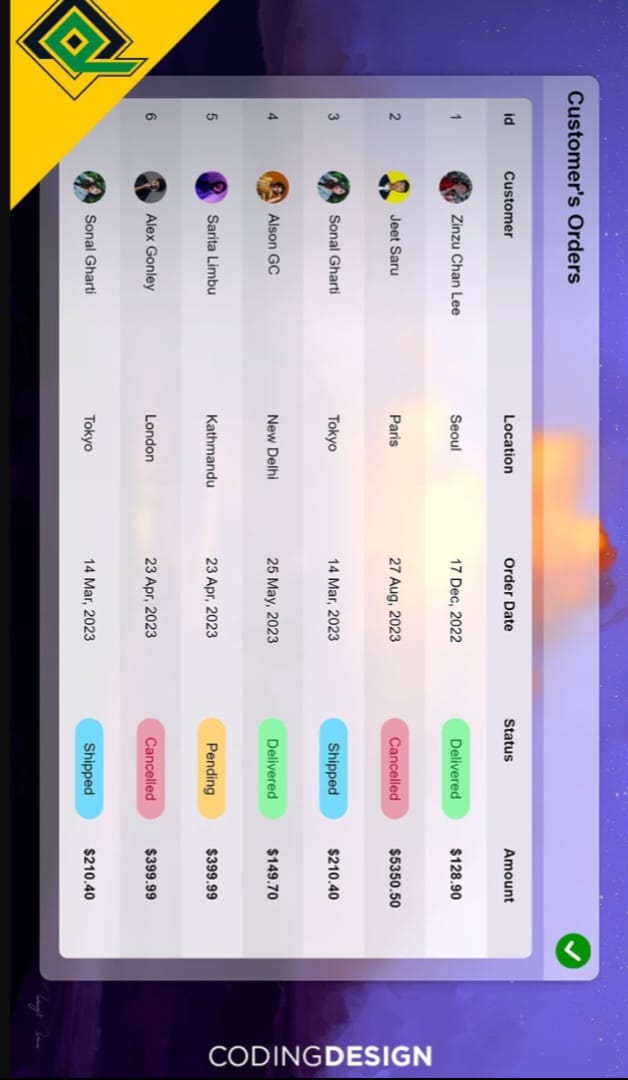 Customer's Orders
id Customer Location Order Date Status Amount
1 Zinzu Chan Lee Seoul 17 Dec, 2022 Delivered $128.90
2 Jeet Saru Paris 27 Aug, 2023 Cancelled $5350.50
3 Sonal Gharti Tokyo 14 Mar, 2023 Shipped $210.40
4 Alson GC New Delhi 25 May, 2023 Delivered $149.70
5 Sarita Limbu Kathmandu 23 Apr, 2023 Pending $399.99
6 Alex Gonley London 23 Apr, 2023 Cancelled $399.99
Sonal Gharti Tokyo 14 Mar, 2023 Shipped $210.40
CODINGDESIGN